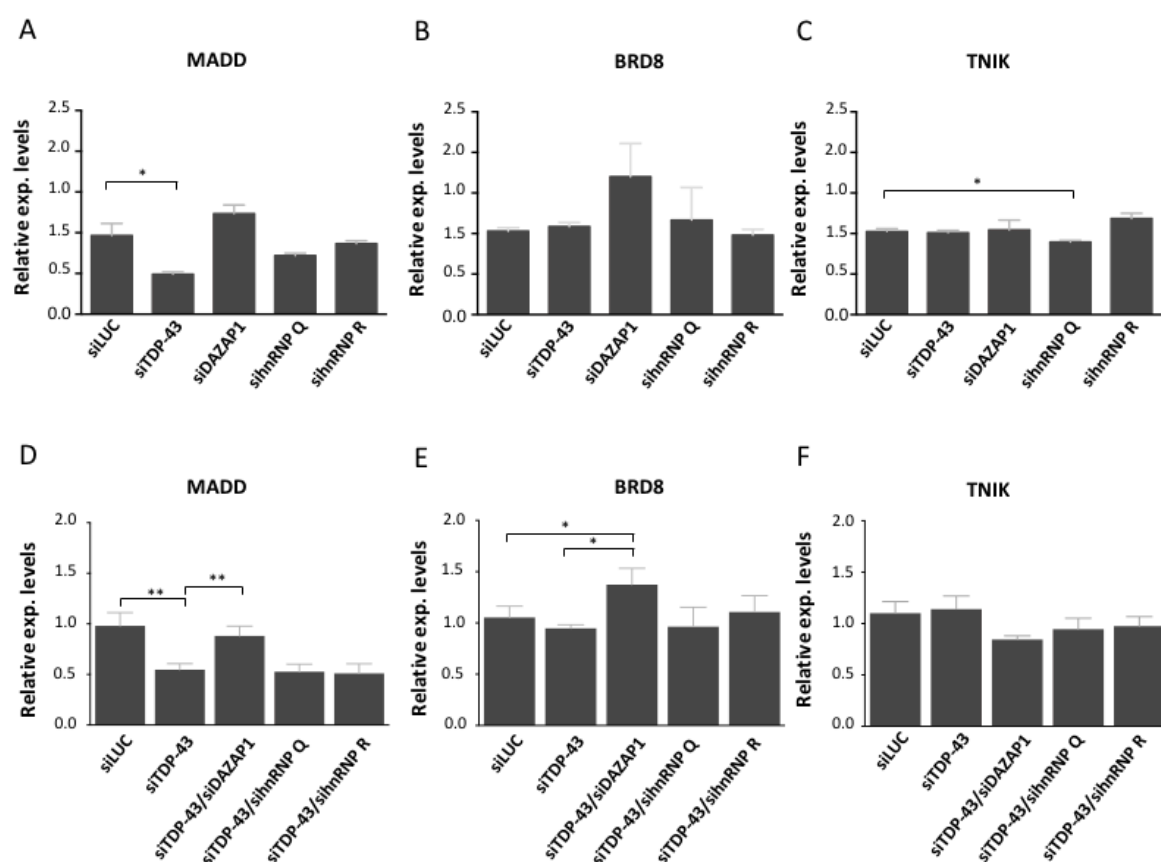 A
MADD
Relative exp. levels
2.5
1.0
1.5
0.5
0.0
*
siLUC
siTDP-43
siDAZAP1
sihnRNP Q
sihnRNP R
B
BRD8
Relative exp. levels
2.5
1.0
1.5
0.5
0.0
siLUC
siTDP-43
siDAZAP1
sihnRNP Q
sihnRNP R
C
TNIK
Relative exp. levels
2.5
1.0
1.5
0.5
0.0
*
siLUC
siTDP-43
siDAZAP1
sihnRNP Q
sihnRNP R
D
MADD
Relative exp. levels
2.0
1.5
1.0
0.5
0.0
**
**
siLUC
siTDP-43
siTDP-43/siDAZAP1
siTDP-43/sihnRNP Q
siTDP-43/sihnRNP R
E
BRD8
Relative exp. levels
2.0
1.5
1.0
0.5
0.0
*
*
siLUC
siTDP-43
siTDP-43/siDAZAP1
siTDP-43/sihnRNP Q
siTDP-43/sihnRNP R
F
TNIK
Relative exp. levels
2.0
1.5
1.0
0.5
0.0
siLUC
siTDP-43
siTDP-43/siDAZAP1
siTDP-43/sihnRNP Q
siTDP-43/sihnRNP R